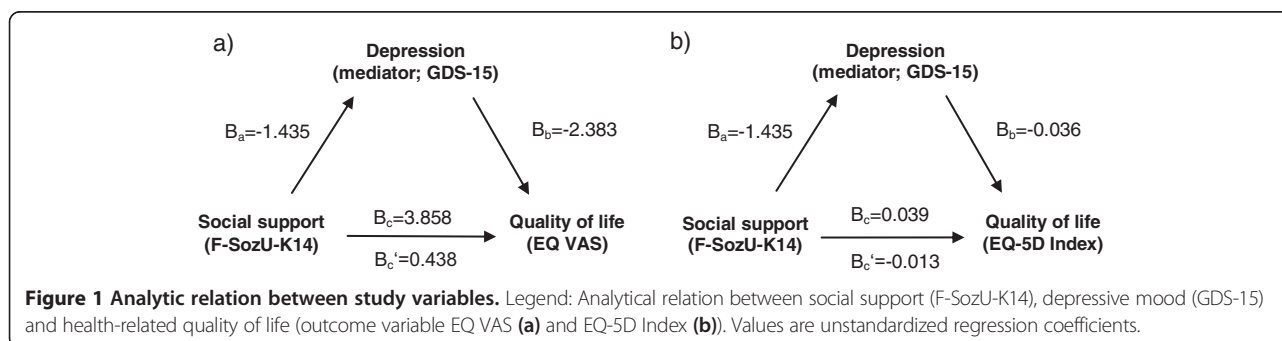 a)
Depression
(mediator; GDS-15)
Bₐ=-1.435
B_b=-2.383
Social support
(F-SozU-K14)
B_c=3.858
B_c‘=0.438
Quality of life
(EQ VAS)
b)
Depression
(mediator; GDS-15)
Bₐ=-1.435
B_b=-0.036
Social support
(F-SozU-K14)
B_c=0.039
B_c‘=-0.013
Quality of life
(EQ-5D Index)
Figure 1 Analytic relation between study variables. Legend: Analytical relation between social support (F-SozU-K14), depressive mood (GDS-15)
and health-related quality of life (outcome variable EQ VAS (a) and EQ-5D Index (b)). Values are unstandardized regression coefficients.